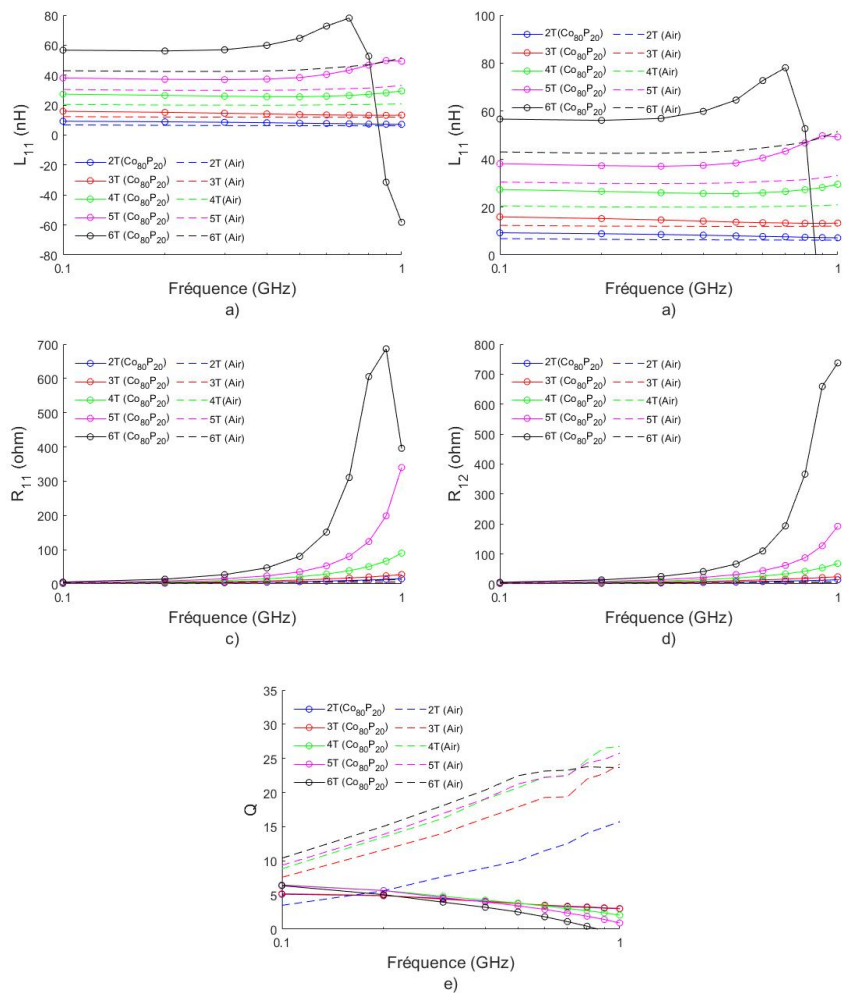 80
60
40
20
0
-20
-40
-60
-80
L11 (nH)
2T(Co80P20)
3T (Co80P20)
4T (Co80P20)
5T (Co80P20)
6T (Co80P20)
2T (Air)
3T (Air)
4T(Air)
5T (Air)
6T (Air)
0.1
1
Fréquence (GHz)
a)
100
80
60
40
20
0
L11 (nH)
2T(Co80P20)
3T (Co80P20)
4T (Co80P20)
5T (Co80P20)
6T (Co80P20)
2T (Air)
3T (Air)
4T(Air)
5T (Air)
6T (Air)
0.1
1
Fréquence (GHz)
a)
700
600
500
400
300
200
100
0
R11 (ohm)
2T(Co80P20)
3T (Co80P20)
4T (Co80P20)
5T (Co80P20)
6T (Co80P20)
2T (Air)
3T (Air)
4T(Air)
5T (Air)
6T (Air)
0.1
1
Fréquence (GHz)
c)
800
700
600
500
400
300
200
100
0
R12 (ohm)
2T(Co80P20)
3T (Co80P20)
4T (Co80P20)
5T (Co80P20)
6T (Co80P20)
2T (Air)
3T (Air)
4T(Air)
5T (Air)
6T (Air)
0.1
1
Fréquence (GHz)
d)
35
30
25
20
15
10
5
0
Q
2T(Co80P20)
3T (Co80P20)
4T (Co80P20)
5T (Co80P20)
6T (Co80P20)
2T (Air)
3T (Air)
4T(Air)
5T (Air)
6T (Air)
0.1
1
Fréquence (GHz)
e)